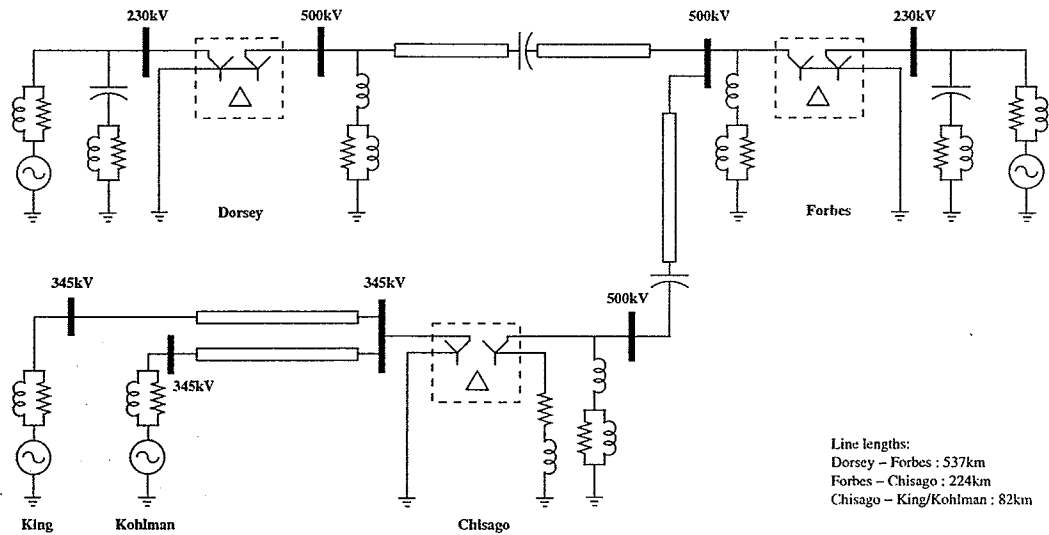 230kV
500kV
500kV
230kV
Dorsey
Forbes
345kV
345kV
500kV
345kV
Line lengths:
Dorsey – Forbes : 537km
Forbes – Chisago : 224km
Chisago – King/Kohlman : 82km
King
Kohlman
Chisago